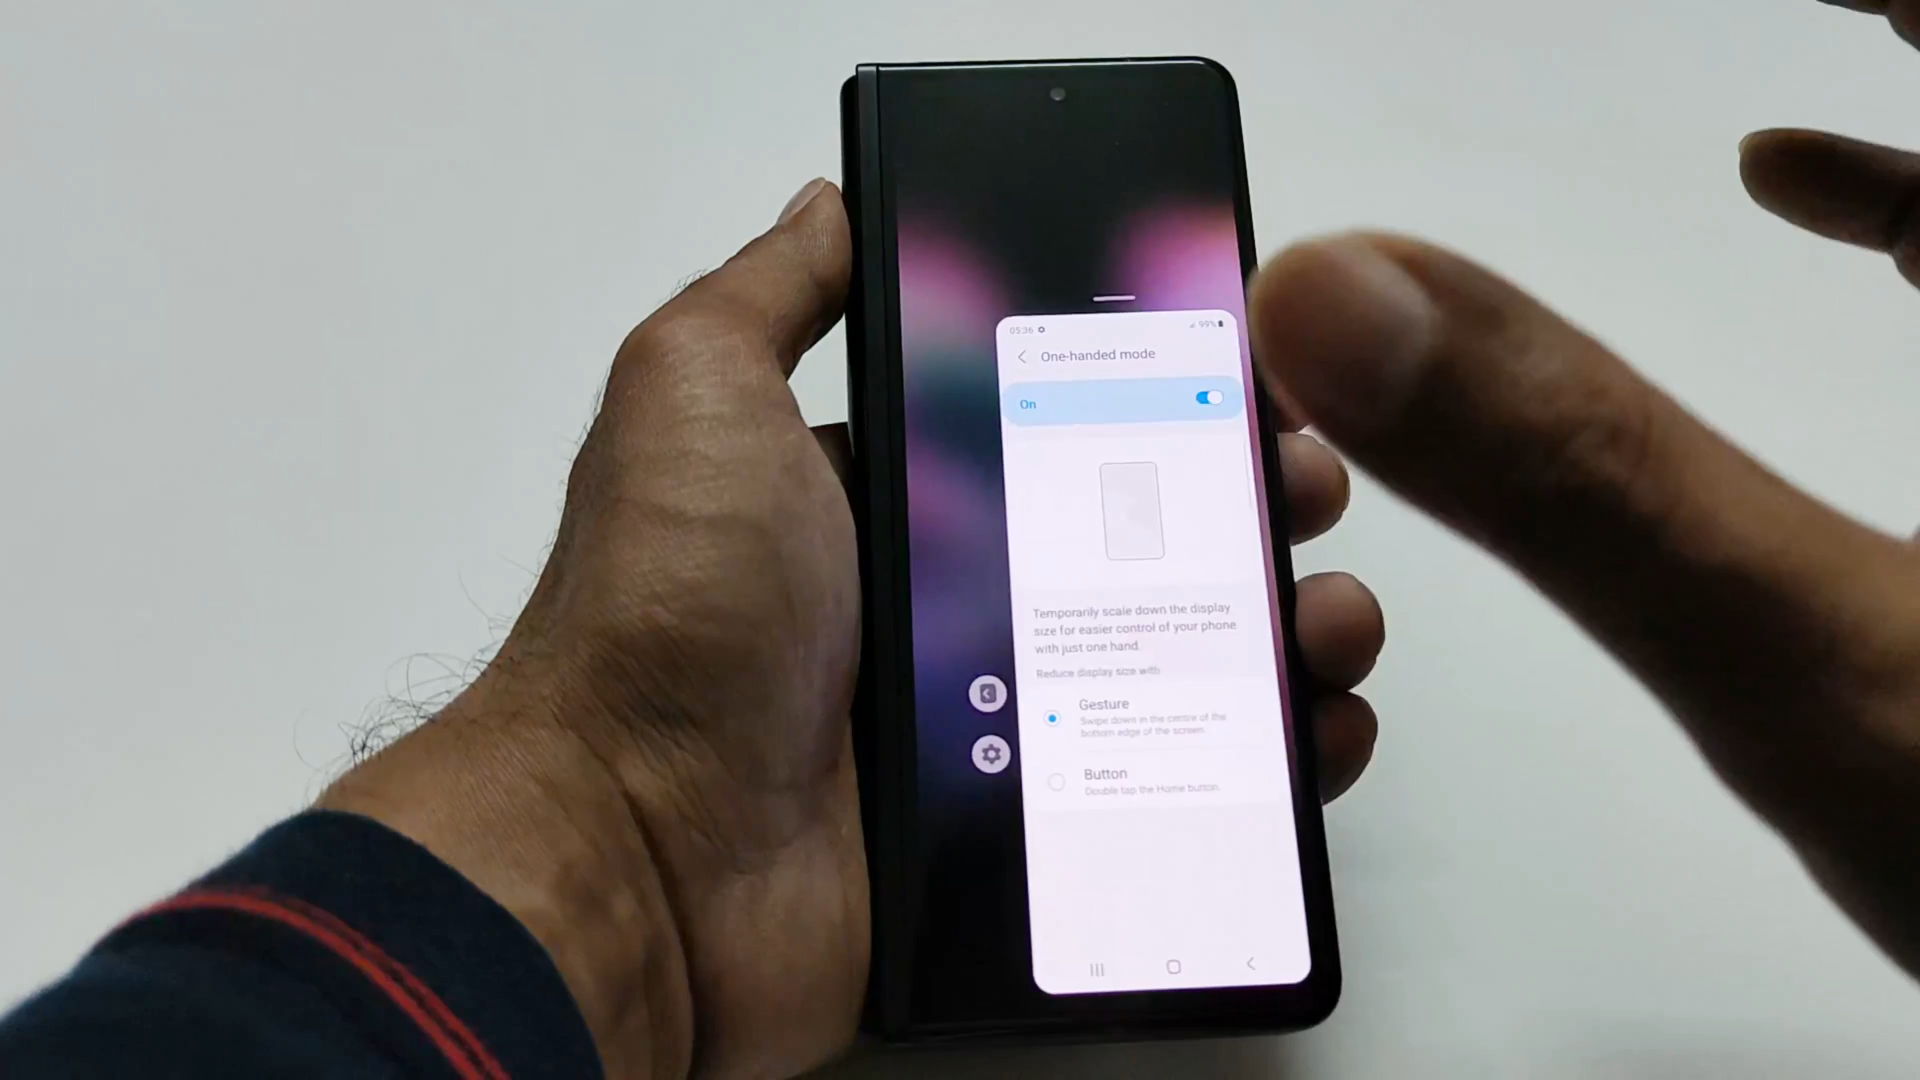 05:36
99%
One-handed mode
On
Temporarily scale down the display
size for easier control of your phone
with just one hand.
Reduce display size with
Gesture
Swipe down in the centre of the
bottom edge of the screen.
Button
Double tap the Home button.